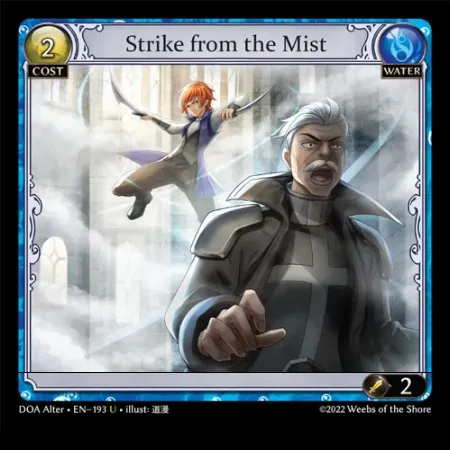 2
Strike from the Mist
COST
WATER
2
DOA Alter • EN-193 U • illust: 道漫
©2022 Weebs of the Shore